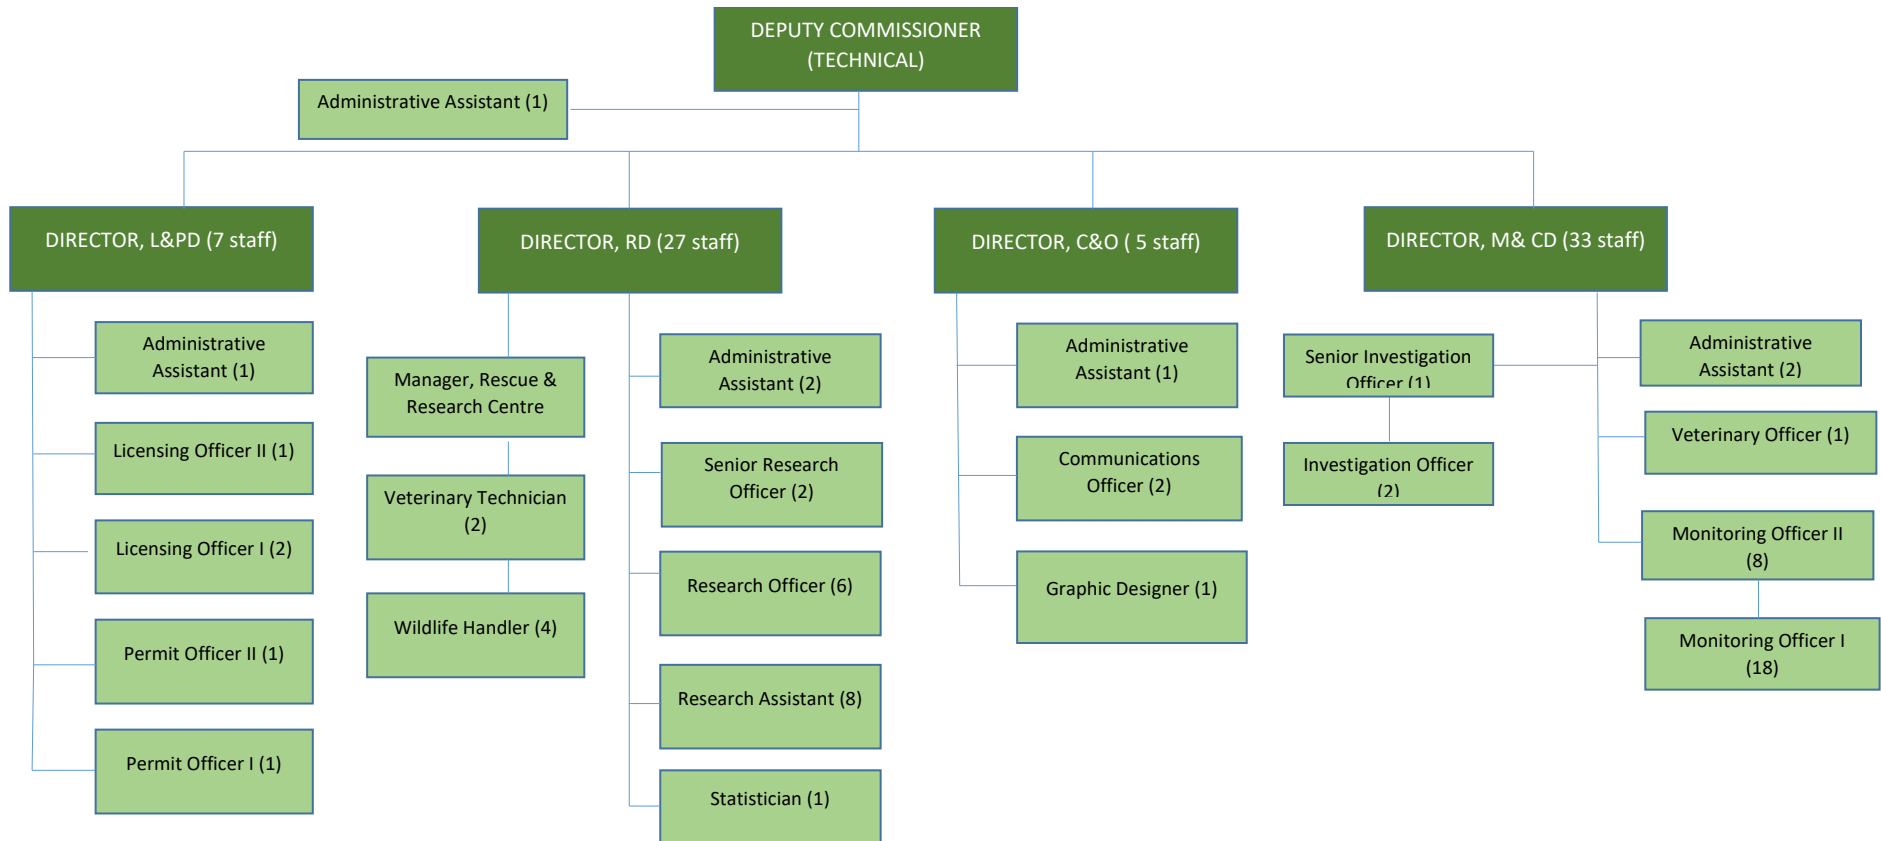 DEPUTY COMMISSIONER
(TECHNICAL)
Administrative Assistant (1)
DIRECTOR, L&PD (7 staff)
DIRECTOR, RD (27 staff)
DIRECTOR, C&O ( 5 staff)
DIRECTOR, M& CD (33 staff)
Administrative
Assistant (1)
Licensing Officer II (1)
Licensing Officer I (2)
Permit Officer II (1)
Permit Officer I (1)
Manager, Rescue &
Research Centre
Veterinary Technician
(2)
Wildlife Handler (4)
Administrative
Assistant (2)
Senior Research
Officer (2)
Research Officer (6)
Research Assistant (8)
Statistician (1)
Administrative
Assistant (1)
Communications
Officer (2)
Graphic Designer (1)
Senior Investigation
Officer (1)
Investigation Officer
(2)
Administrative
Assistant (2)
Veterinary Officer (1)
Monitoring Officer II
(8)
Monitoring Officer I
(18)